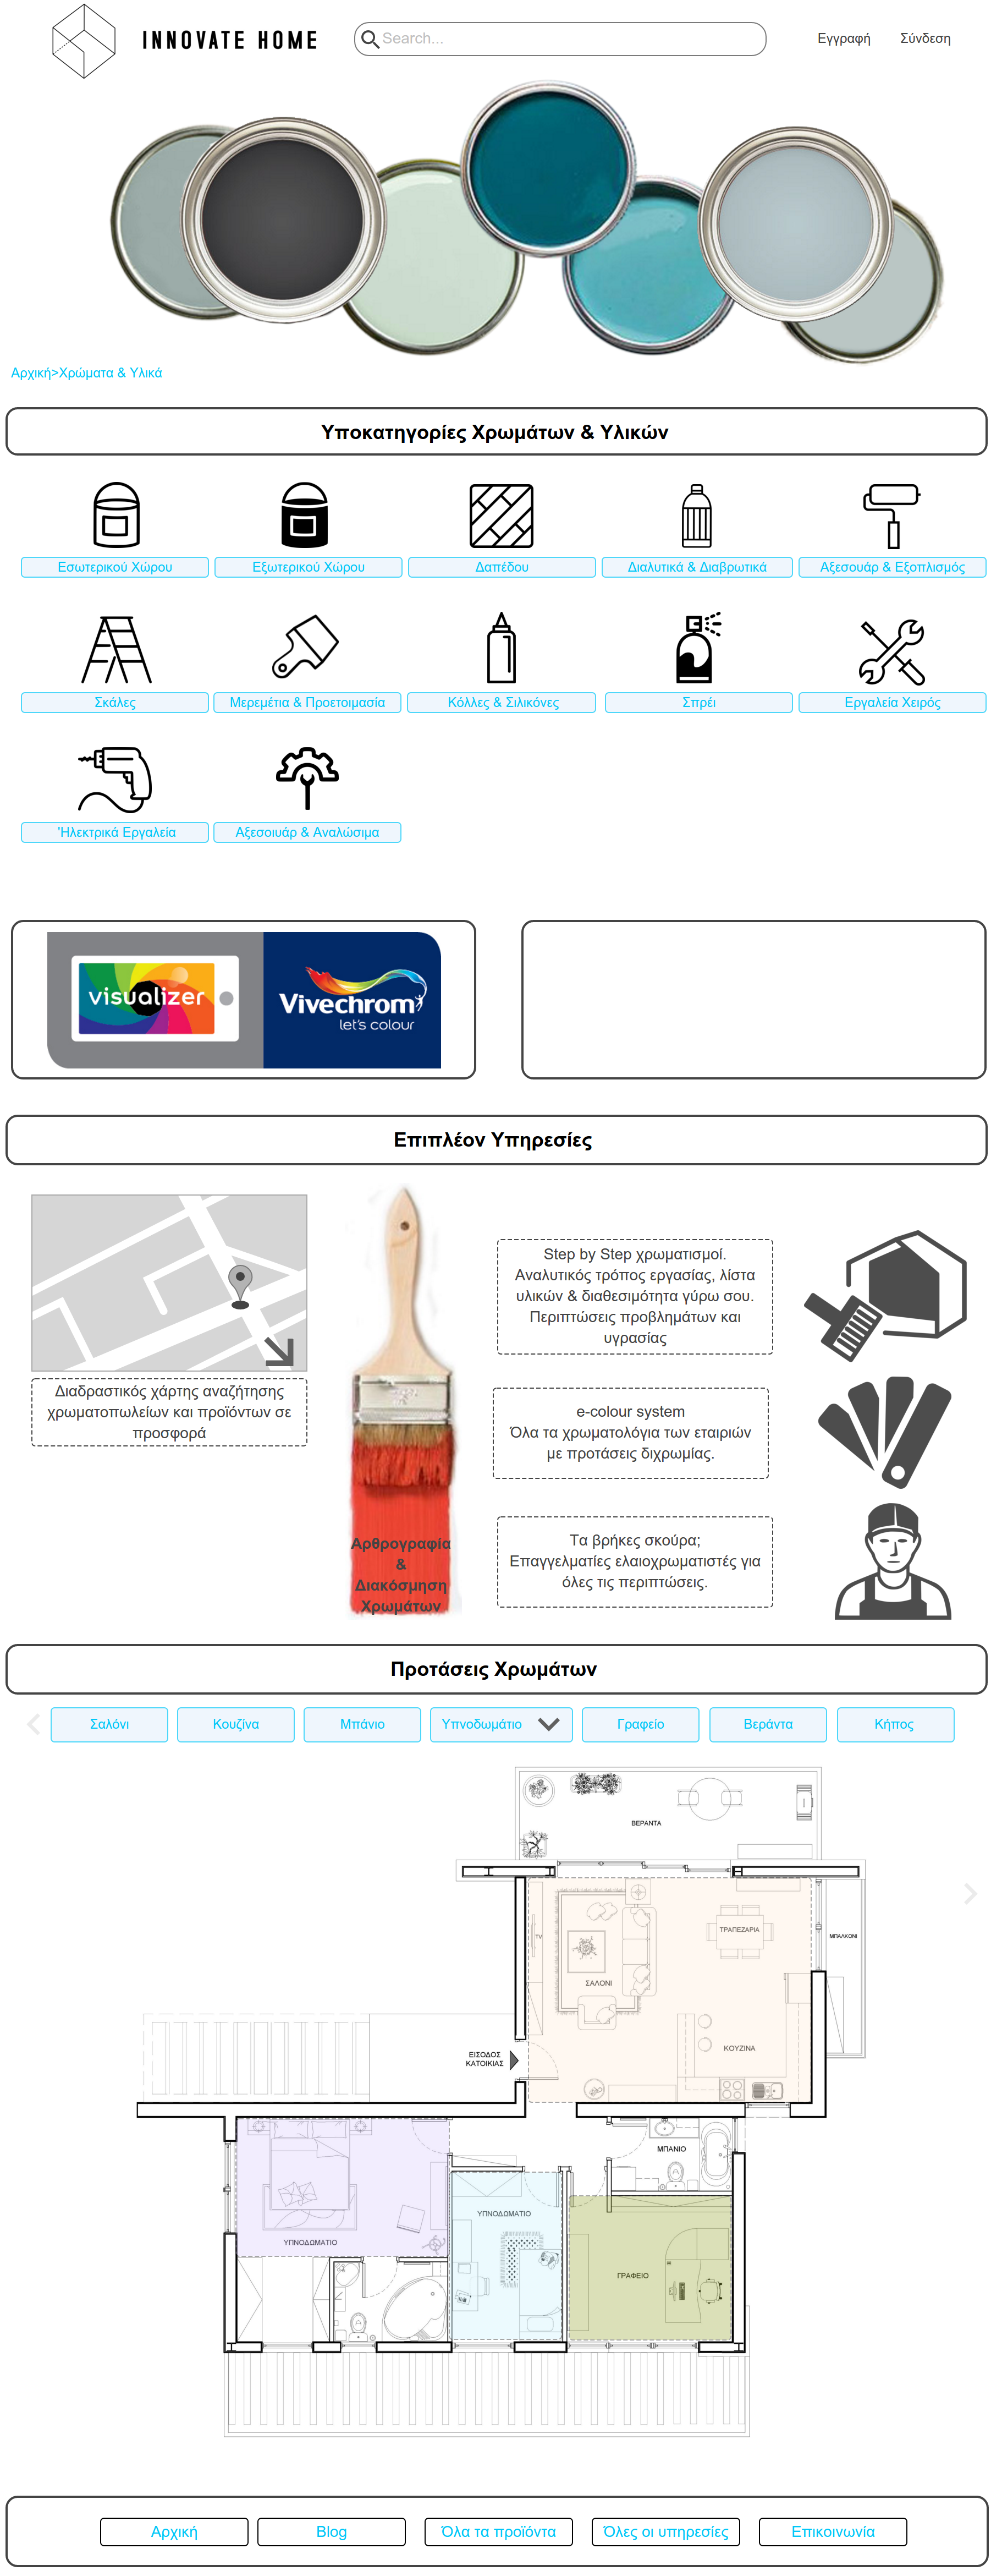 INNOVATE HOME
Search...
Εγγραφή
Σύνδεση
Αρχική>Χρώματα & Υλικά
Υποκατηγορίες Χρωμάτων & Υλικών
Εσωτερικού Χώρου
Εξωτερικού Χώρου
Δαπέδου
Διαλυτικά & Διαβρωτικά
Αξεσουάρ & Εξοπλισμός
Σκάλες
Μερεμέτια & Προετοιμασία
Κόλλες & Σιλικόνες
Σπρέι
Εργαλεία Χειρός
'Ηλεκτρικά Εργαλεία
Αξεσοιυάρ & Αναλώσιμα
visualizer
Vivechrom
let's colour
Επιπλέον Υπηρεσίες
Διαδραστικός χάρτης αναζήτησης
χρωματοπωλείων και προϊόντων σε
προσφορά
Αρθρογραφία
&
Διακόσμηση
Χρωμάτων
Step by Step χρωματισμοί.
Αναλυτικός τρόπος εργασίας, λίστα
υλικών & διαθεσιμότητα γύρω σου.
Περιπτώσεις προβλημάτων και
υγρασίας
e-colour system
Όλα τα χρωματολόγια των εταιριών
με προτάσεις διχρωμίας.
Τα βρήκες σκούρα;
Επαγγελματίες ελαιοχρωματιστές για
όλες τις περιπτώσεις.
Προτάσεις Χρωμάτων
Σαλόνι
Κουζίνα
Μπάνιο
Υπνοδωμάτιο
Γραφείο
Βεράντα
Κήπος
ΒΕΡΑΝΤΑ
TV
ΤΡΑΠΕΖΑΡΙΑ
ΜΠΑΛΚΟΝΙ
ΣΑΛΟΝΙ
ΚΟΥΖΙΝΑ
ΕΙΣΟΔΟΣ
ΚΑΤΟΙΚΙΑΣ
ΜΠΑΝΙΟ
ΥΠΝΟΔΩΜΑΤΙΟ
ΥΠΝΟΔΩΜΑΤΙΟ
ΓΡΑΦΕΙΟ
Αρχική
Blog
Όλα τα προϊόντα
Όλες οι υπηρεσίες
Επικοινωνία